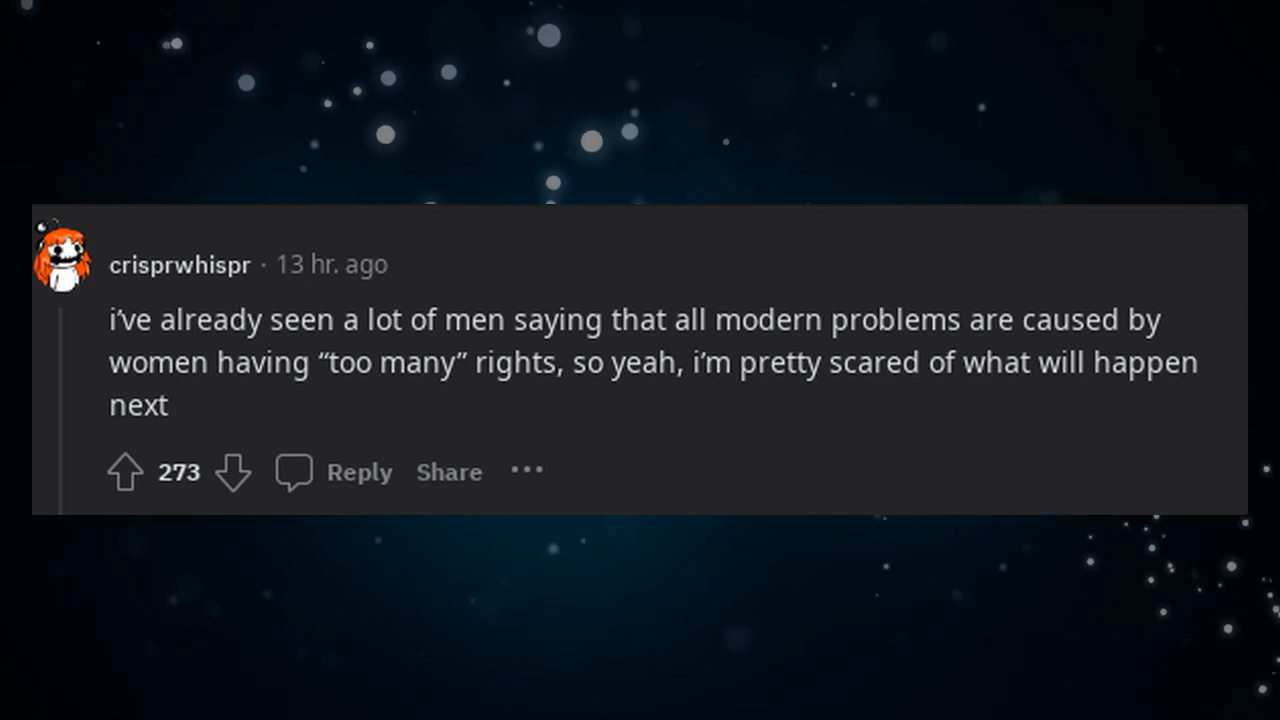 crisprwhispr · 13 hr. ago
i’ve already seen a lot of men saying that all modern problems are caused by
women having “too many” rights, so yeah, i’m pretty scared of what will happen
next
273 Reply Share •••